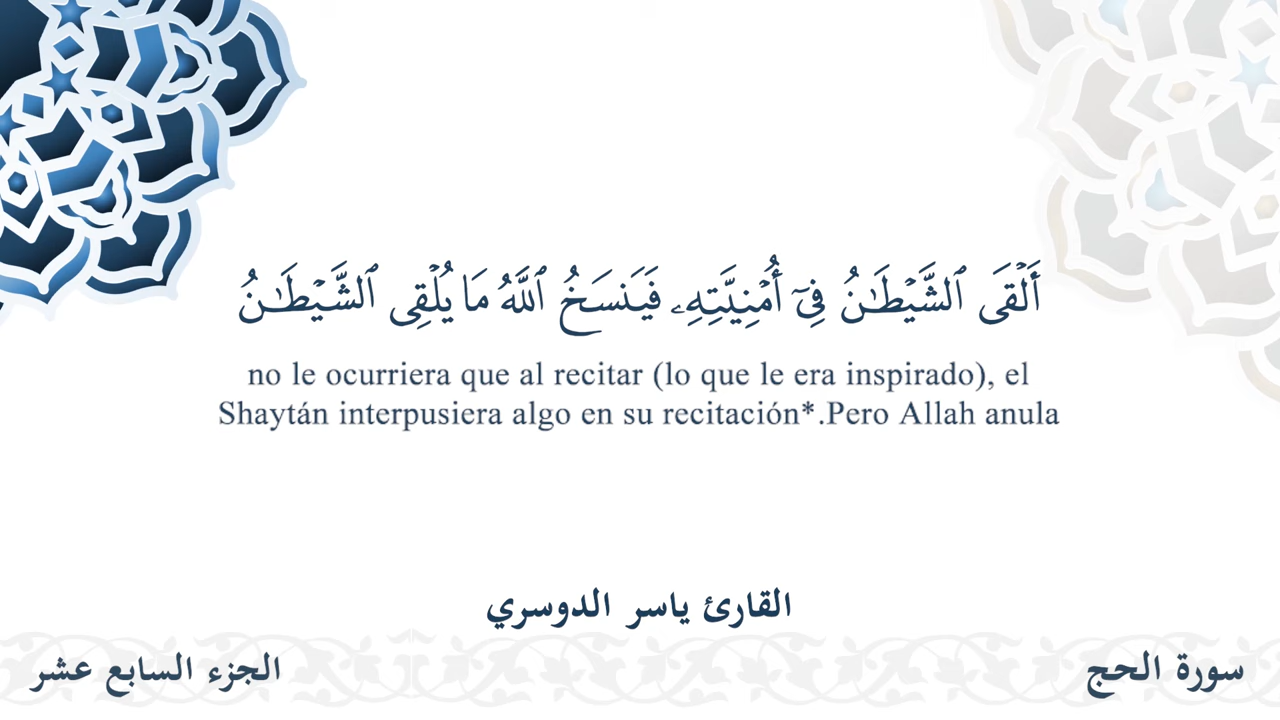 أَلْقَى ٱلشَّيْطَـٰنُ فِىٓ أُمْنِيَّتِهِۦ فَيَنسَخُ ٱللَّهُ مَا يُلْقِى ٱلشَّيْطَـٰنُ
no le ocurriera que al recitar (lo que le era inspirado), el
Shaytán interpusiera algo en su recitación*.Pero Allah anula
القارئ ياسر الدوسري
سورة الحج
الجزء السابع عشر